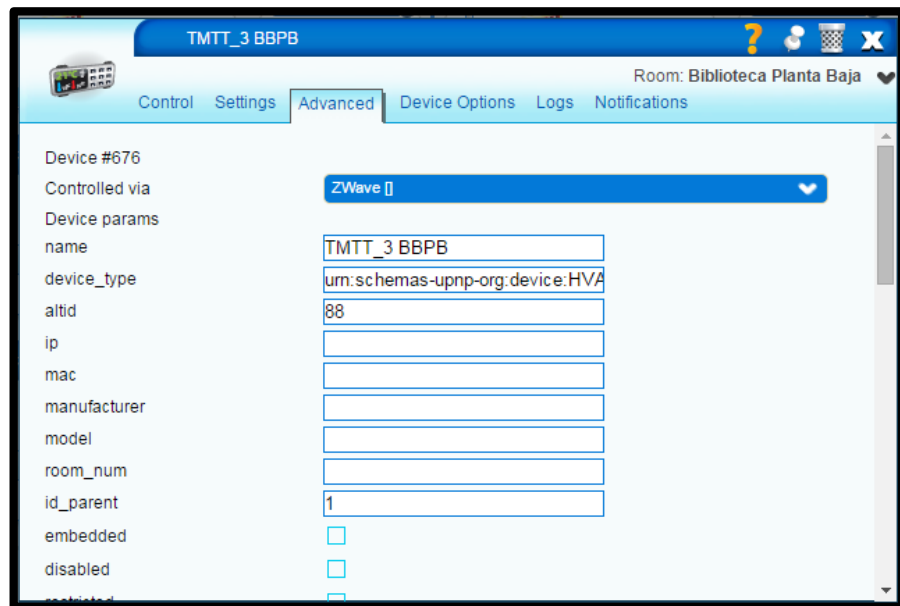 TMTT_3 BBPB
Room: Biblioteca Planta Baja
Control Settings Advanced Device Options Logs Notifications
Device #676
Controlled via ZWave []
Device params
name TMTT_3 BBPB
device_type urn:schemas-upnp-org:device:HVA
altid 88
ip
mac
manufacturer
model
room_num
id_parent 1
embedded
disabled